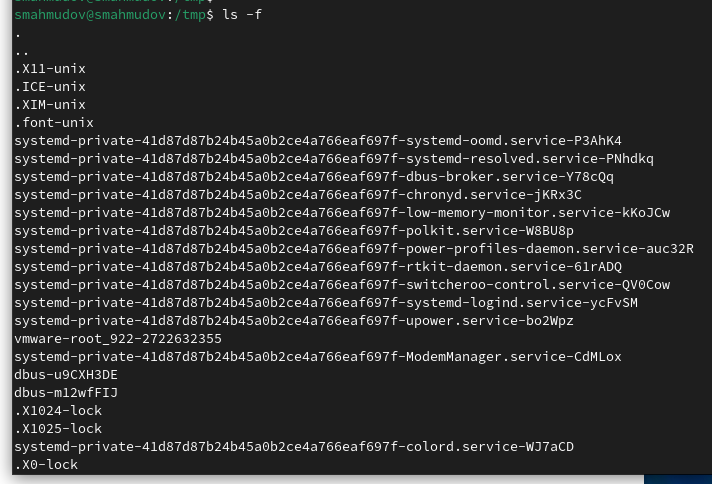 smahmudov@smahmudov:/tmp$ ls -f
.
..
.X11-unix
.ICE-unix
.XIM-unix
.font-unix
systemd-private-41d87d87b24b45a0b2ce4a766eaf697f-systemd-oomd.service-P3AhK4
systemd-private-41d87d87b24b45a0b2ce4a766eaf697f-systemd-resolved.service-PNhdkq
systemd-private-41d87d87b24b45a0b2ce4a766eaf697f-dbus-broker.service-Y78cQq
systemd-private-41d87d87b24b45a0b2ce4a766eaf697f-chronyd.service-jKRx3C
systemd-private-41d87d87b24b45a0b2ce4a766eaf697f-low-memory-monitor.service-kKoJCw
systemd-private-41d87d87b24b45a0b2ce4a766eaf697f-polkit.service-W8BU8p
systemd-private-41d87d87b24b45a0b2ce4a766eaf697f-power-profiles-daemon.service-auc32R
systemd-private-41d87d87b24b45a0b2ce4a766eaf697f-rtkit-daemon.service-61rADQ
systemd-private-41d87d87b24b45a0b2ce4a766eaf697f-switcheroo-control.service-QV0Cow
systemd-private-41d87d87b24b45a0b2ce4a766eaf697f-systemd-logind.service-ycFvSM
systemd-private-41d87d87b24b45a0b2ce4a766eaf697f-upower.service-bo2Wpz
vmware-root_922-2722632355
systemd-private-41d87d87b24b45a0b2ce4a766eaf697f-ModemManager.service-CdMLox
dbus-u9CXH3DE
dbus-m12wfFIJ
.X1024-lock
.X1025-lock
systemd-private-41d87d87b24b45a0b2ce4a766eaf697f-colord.service-WJ7aCD
.X0-lock